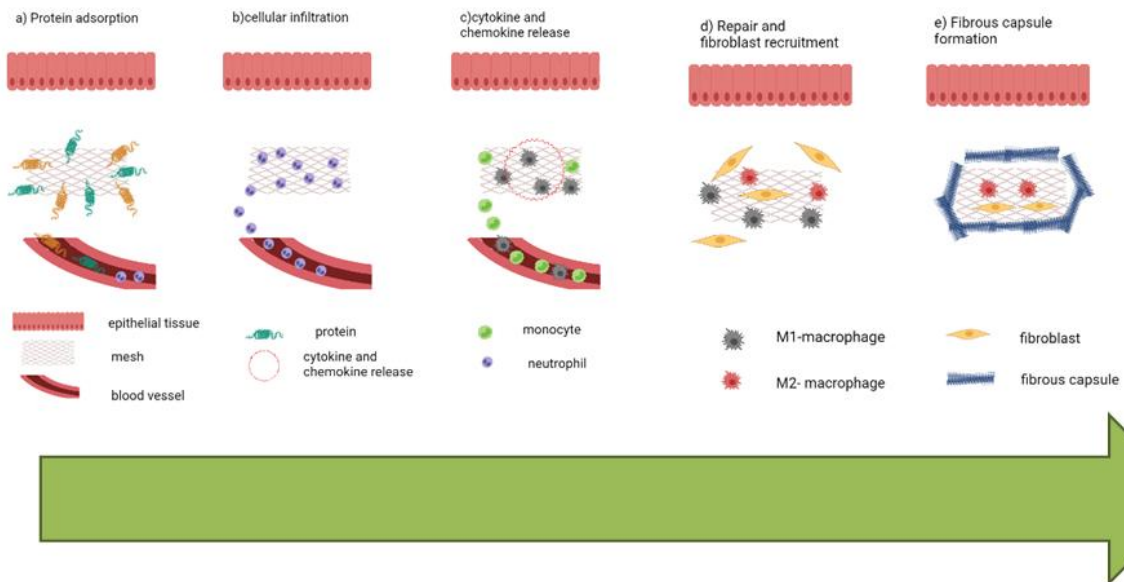 a) Protein adsorption
b)cellular infiltration
c)cytokine and
chemokine release
d) Repair and
fibroblast recruitment
e) Fibrous capsule
formation
epithelial tissue
mesh
blood vessel
protein
cytokine and
chemokine release
monocyte
neutrophil
M1-macrophage
M2- macrophage
fibroblast
fibrous capsule